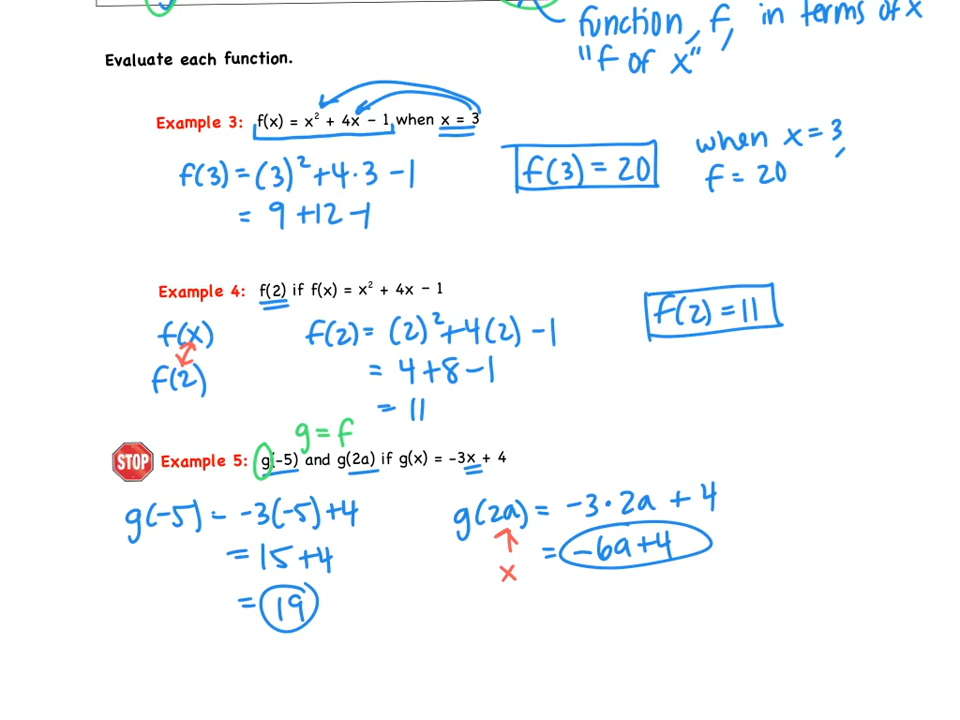 function, f, in terms of x
"f of x"
Evaluate each function.
Example 3: f(x) = x² + 4x - 1 when x = 3
when x = 3,
f(3) = (3)² + 4 · 3 - 1
f(3) = 20
f = 20
= 9 + 12 - 1
Example 4: f(2) if f(x) = x² + 4x - 1
f(2) = 11
f(x)
f(2) = (2)² + 4(2) - 1
f(2)
= 4 + 8 - 1
= 11
g = f
STOP Example 5: g(-5) and g(2a) if g(x) = -3x + 4
g(-5) = -3(-5) + 4
g(2a) = -3 · 2a + 4
= 15 + 4
= -6a + 4
x
= 19